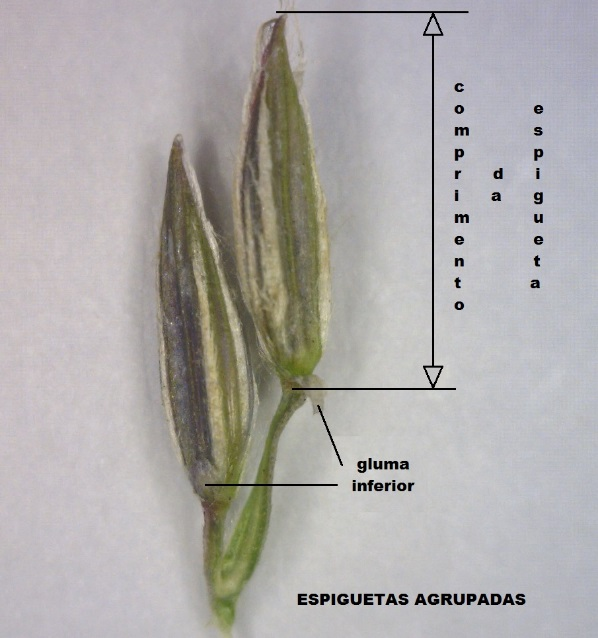 comprimento
da
espigueta
gluma
inferior
ESPIGUETAS AGRUPADAS